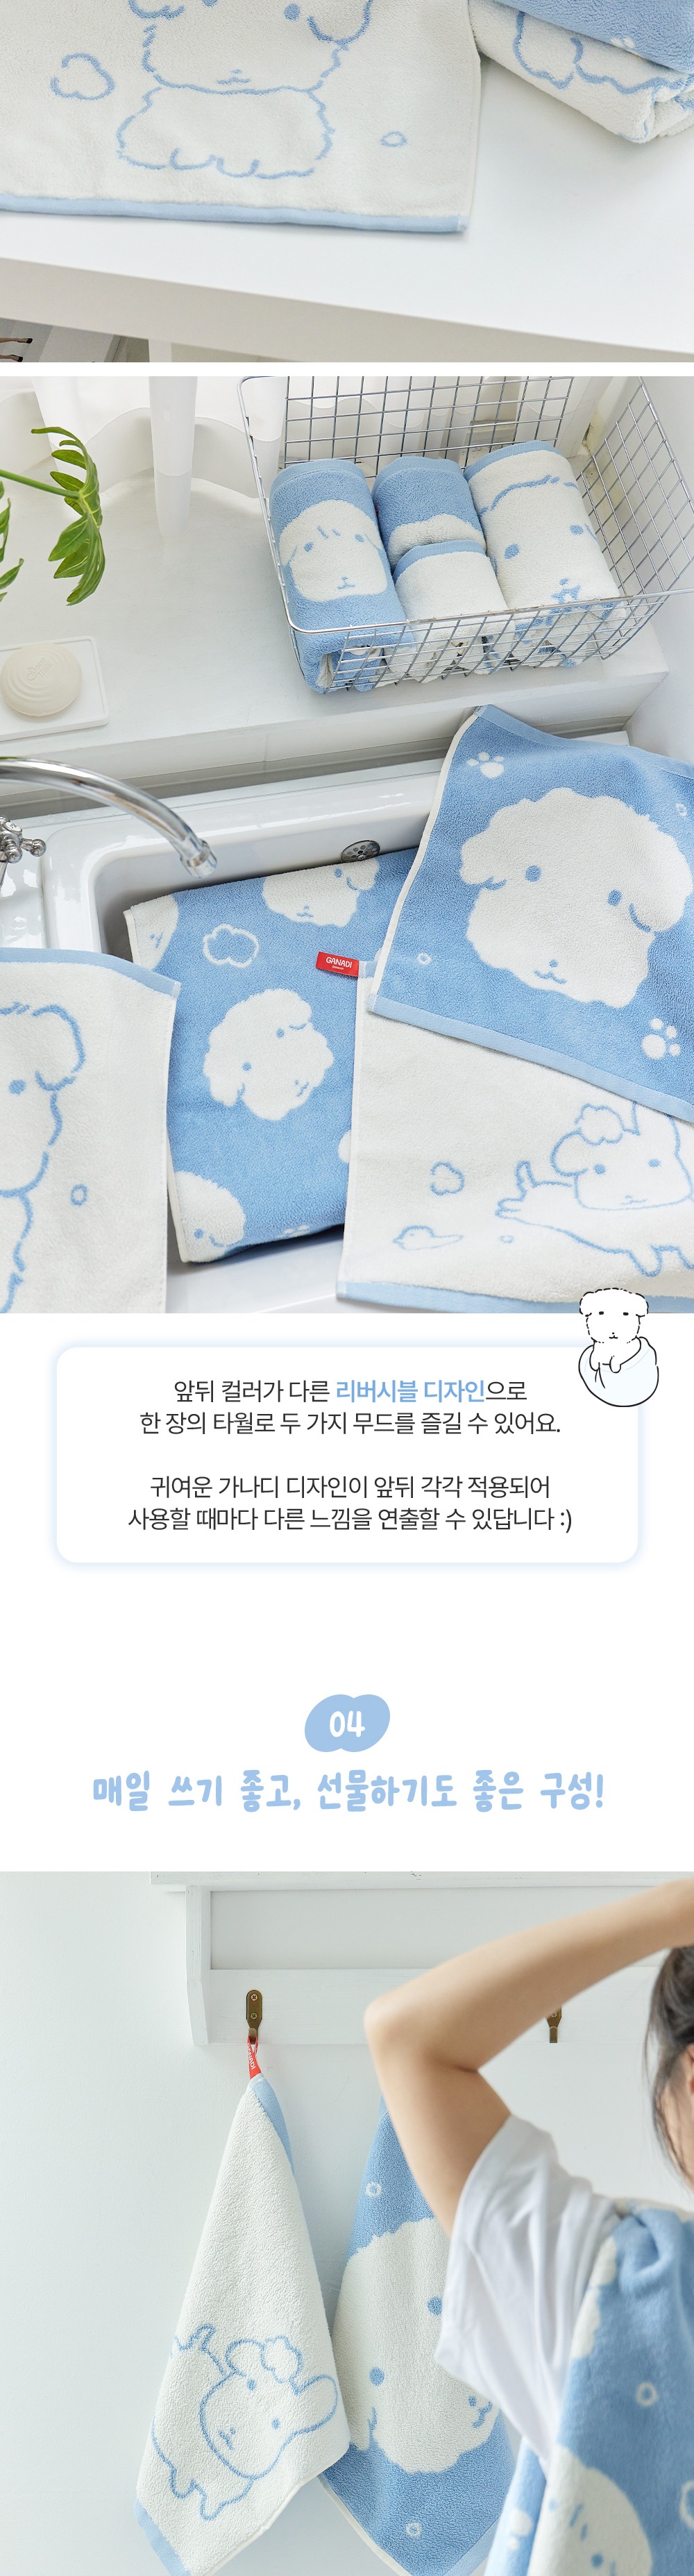 GANADI
앞뒤 컬러가 다른 리버시블 디자인으로
한 장의 타월로 두 가지 무드를 즐길 수 있어요.
귀여운 가나디 디자인이 앞뒤 각각 적용되어
사용할 때마다 다른 느낌을 연출할 수 있답니다 :)
04
매일 쓰기 좋고, 선물하기도 좋은 구성!